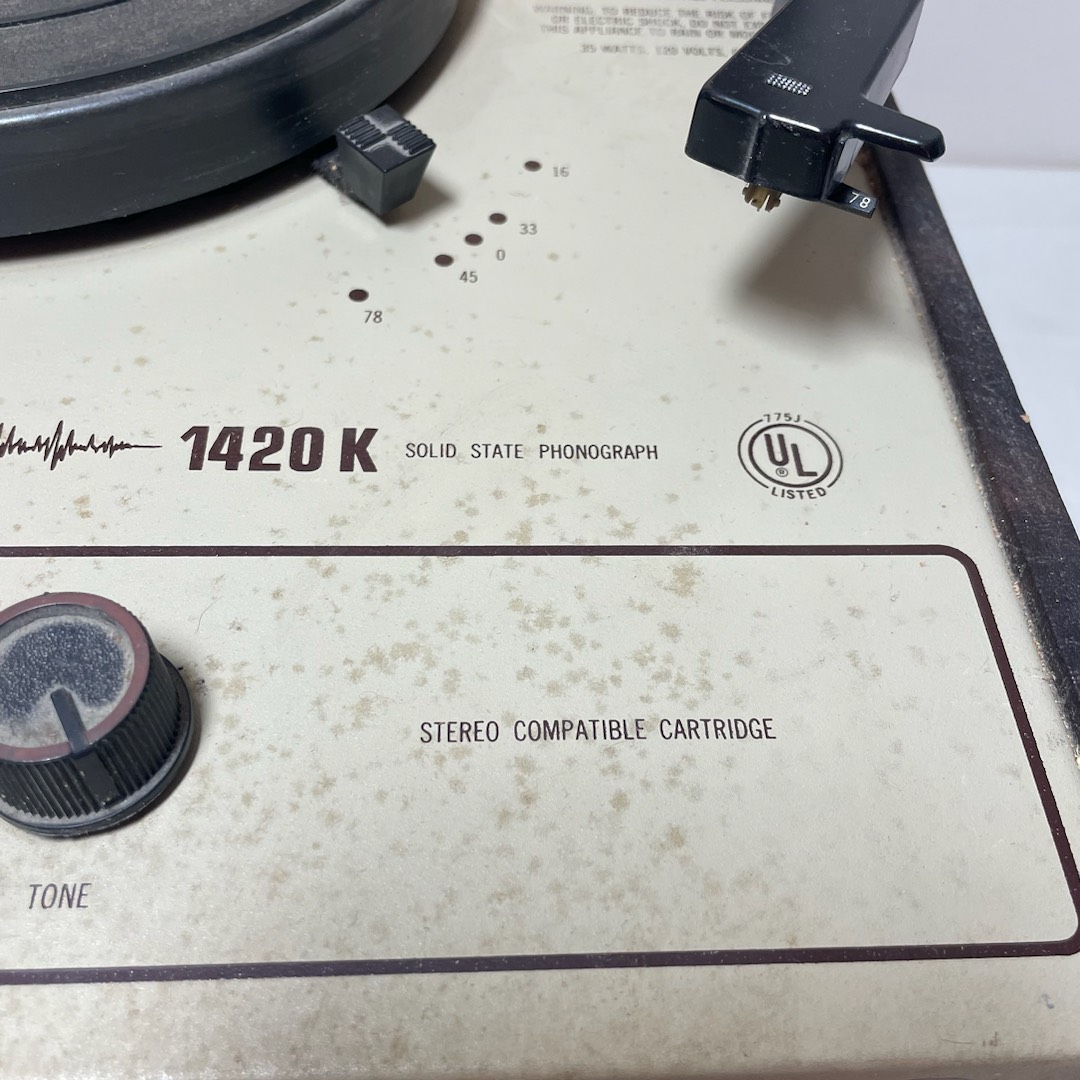 WARNING: TO REDUCE THE RISK OF
OR ELECTRIC SHOCK, DO NOT
THIS APPLIANCE TO RAIN OR
35 WATTS, 120 VOLTS,
16
78
33
0
45
78
1420 K SOLID STATE PHONOGRAPH
775J
UL
®
LISTED
STEREO COMPATIBLE CARTRIDGE
TONE